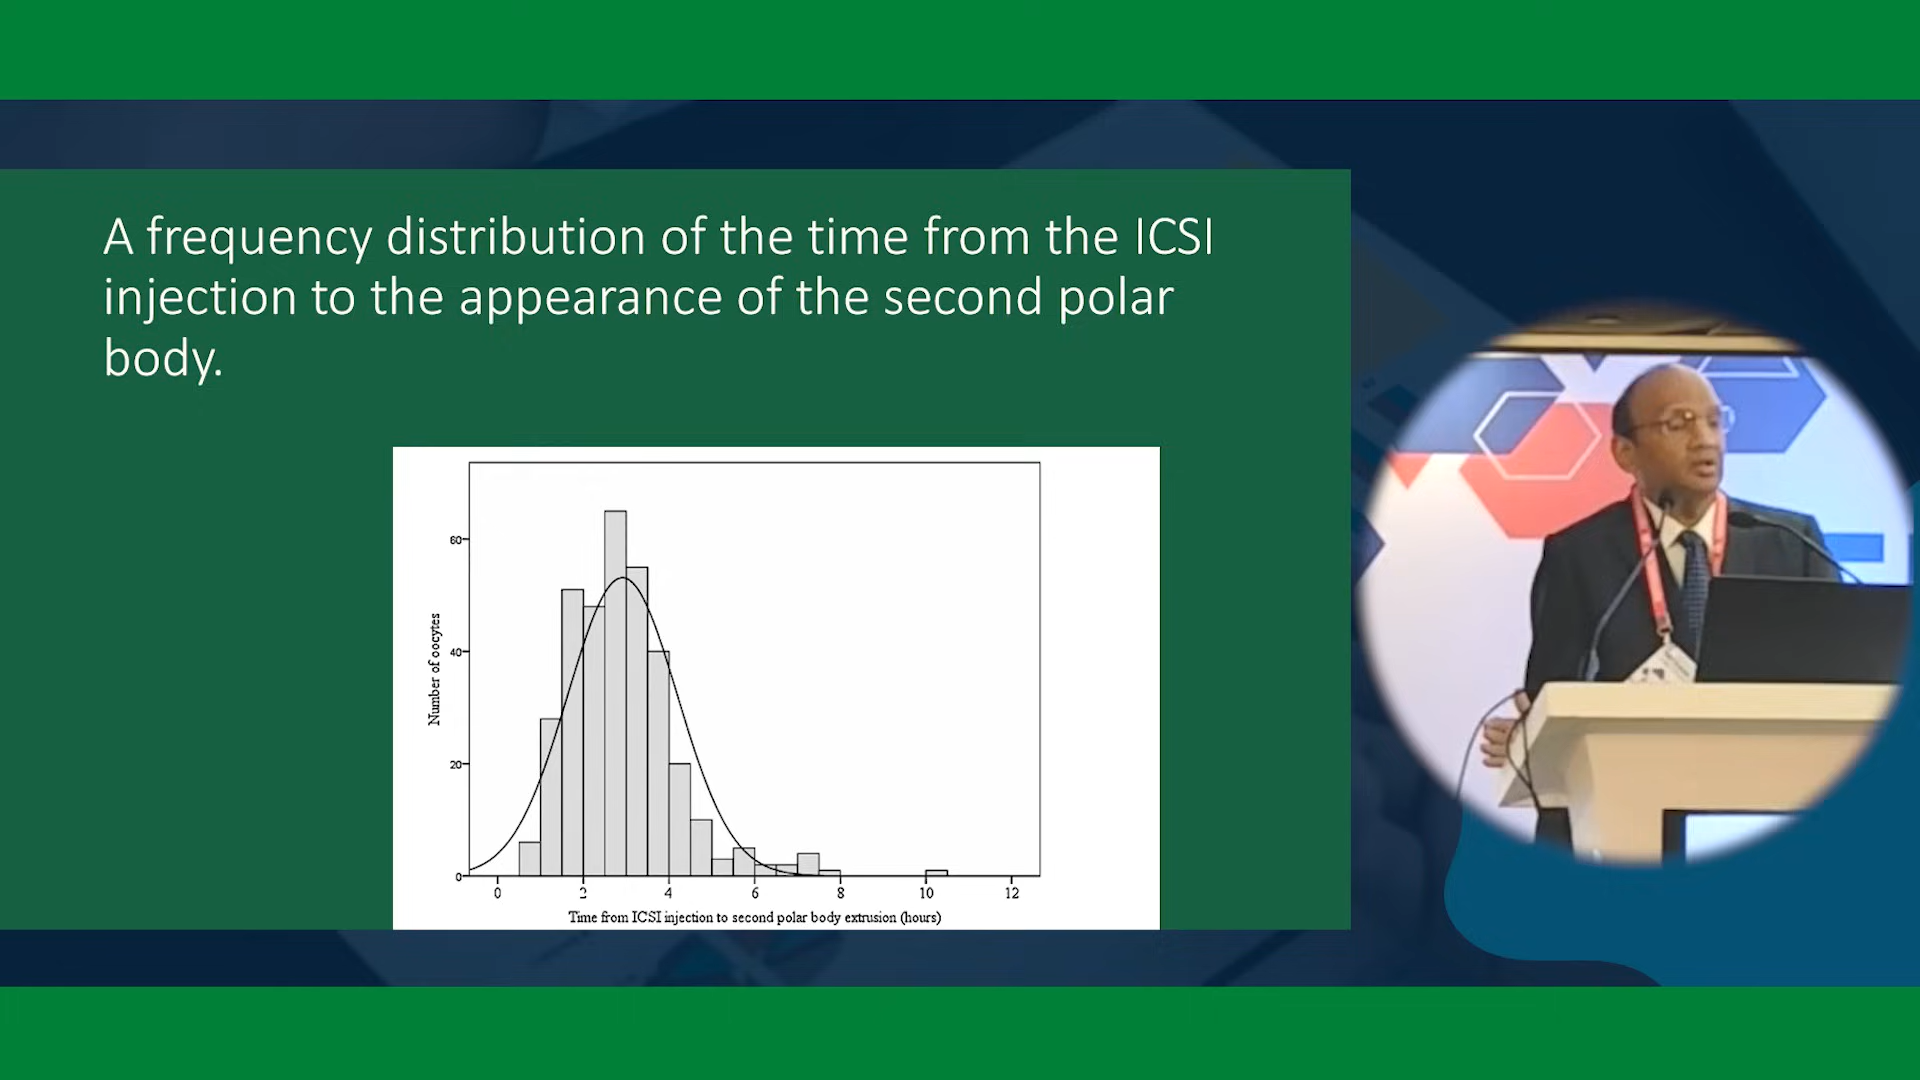 A frequency distribution of the time from the ICSI
injection to the appearance of the second polar
body.
60
40
20
0
Number of oocytes
0 2 4 6 8 10 12
Time from ICSI injection to second polar body extrusion (hours)